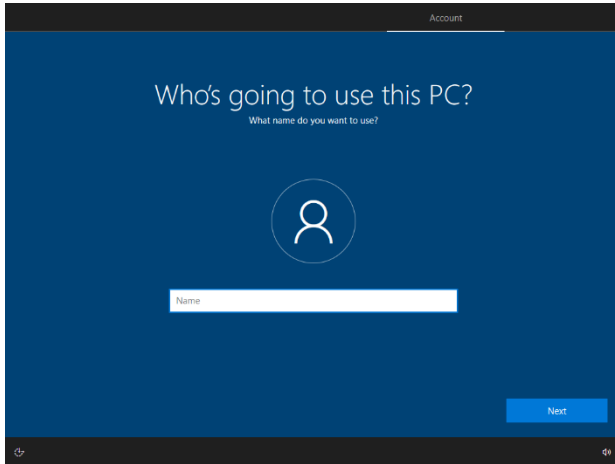 Account
Who's going to use this PC?
What name do you want to use?
Name
Next